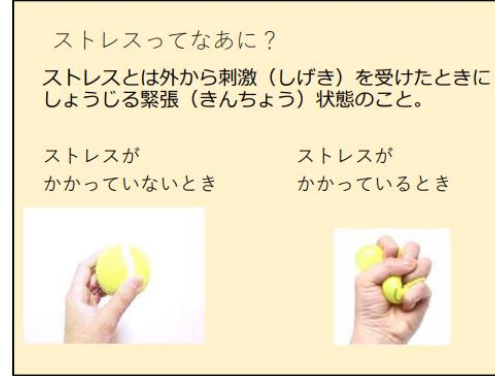 ストレスってなあに？
ストレスとは外から刺激（しげき）を受けたときに
しょうじる緊張（きんちょう）状態のこと。
ストレスが
かかっていないとき
ストレスが
かかっているとき